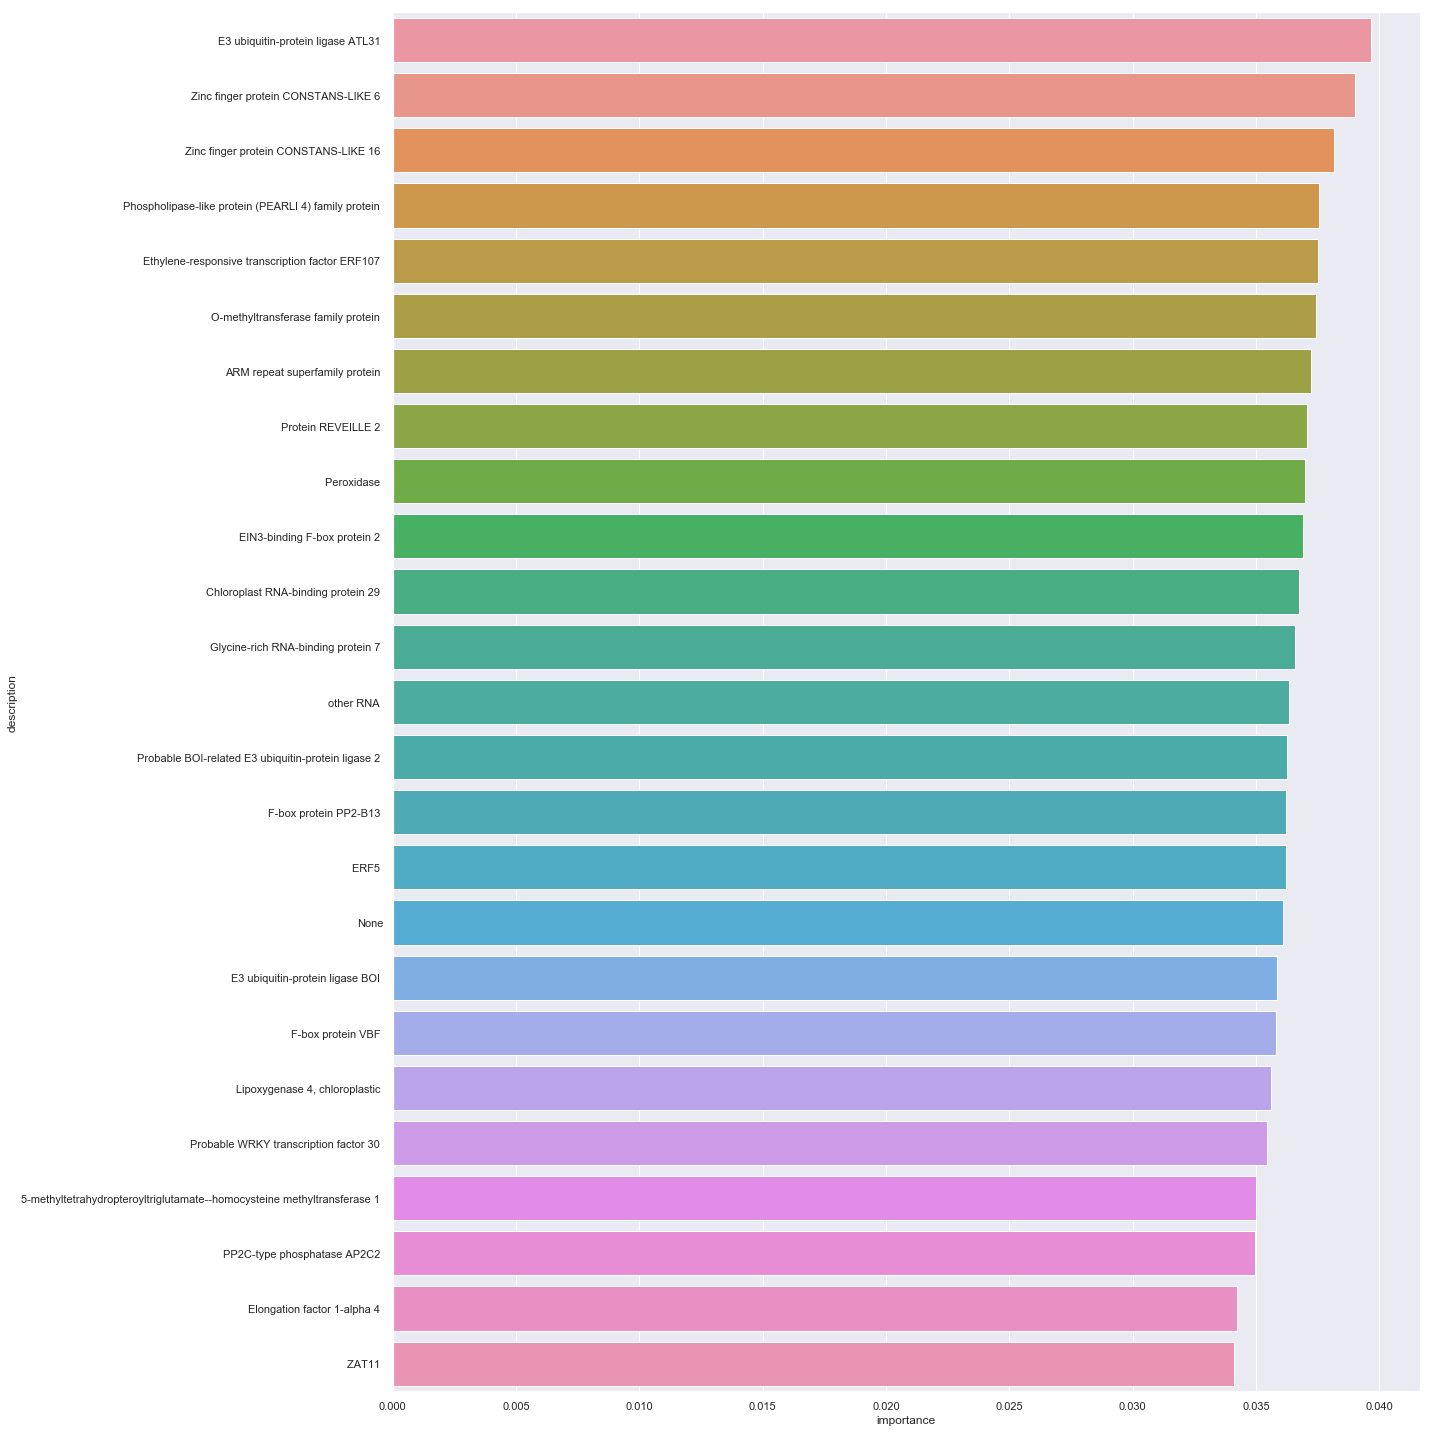 E3 ubiquitin-protein ligase ATL31
Zinc finger protein CONSTANS-LIKE 6
Zinc finger protein CONSTANS-LIKE 16
Phospholipase-like protein (PEARLI 4) family protein
Ethylene-responsive transcription factor ERF107
O-methyltransferase family protein
ARM repeat superfamily protein
Protein REVEILLE 2
Peroxidase
EIN3-binding F-box protein 2
Chloroplast RNA-binding protein 29
Glycine-rich RNA-binding protein 7
other RNA
Probable BOI-related E3 ubiquitin-protein ligase 2
F-box protein PP2-B13
ERF5
None
E3 ubiquitin-protein ligase BOI
F-box protein VBF
Lipoxygenase 4, chloroplastic
Probable WRKY transcription factor 30
5-methyltetrahydropteroyltriglutamate--homocysteine methyltransferase 1
PP2C-type phosphatase AP2C2
Elongation factor 1-alpha 4
ZAT11
description
0.000 0.005 0.010 0.015 0.020 0.025 0.030 0.035 0.040
importance